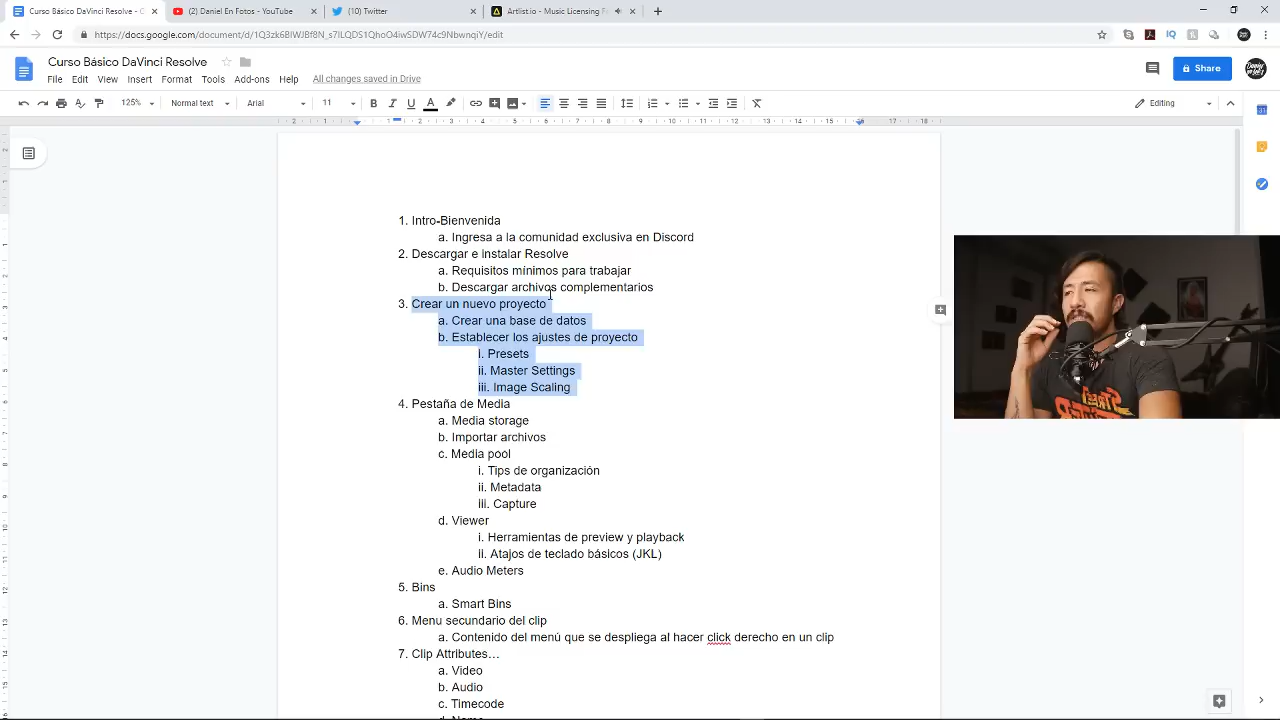 Curso Básico DaVinci Resolve - G
(2) Daniel En Fotos - YouTube
(10) Twitter
Artlist.io - Music Licensing F
https://docs.google.com/document/d/
Curso Básico DaVinci Resolve
File Edit View Insert Format Tools Add-ons Help All changes saved in Drive
Share
125% Normal text Arial 11 Editing
1. Intro-Bienvenida
a. Ingresa a la comunidad exclusiva en Discord
2. Descargar e instalar Resolve
a. Requisitos mínimos para trabajar
b. Descargar archivos complementarios
3. Crear un nuevo proyecto
a. Crear una base de datos
b. Establecer los ajustes de proyecto
i. Presets
ii. Master Settings
iii. Image Scaling
4. Pestaña de Media
a. Media storage
b. Importar archivos
c. Media pool
i. Tips de organización
ii. Metadata
iii. Capture
d. Viewer
i. Herramientas de preview y playback
ii. Atajos de teclado básicos (JKL)
e. Audio Meters
5. Bins
a. Smart Bins
6. Menu secundario del clip
a. Contenido del menú que se despliega al hacer click derecho en un clip
7. Clip Attributes…
a. Video
b. Audio
c. Timecode